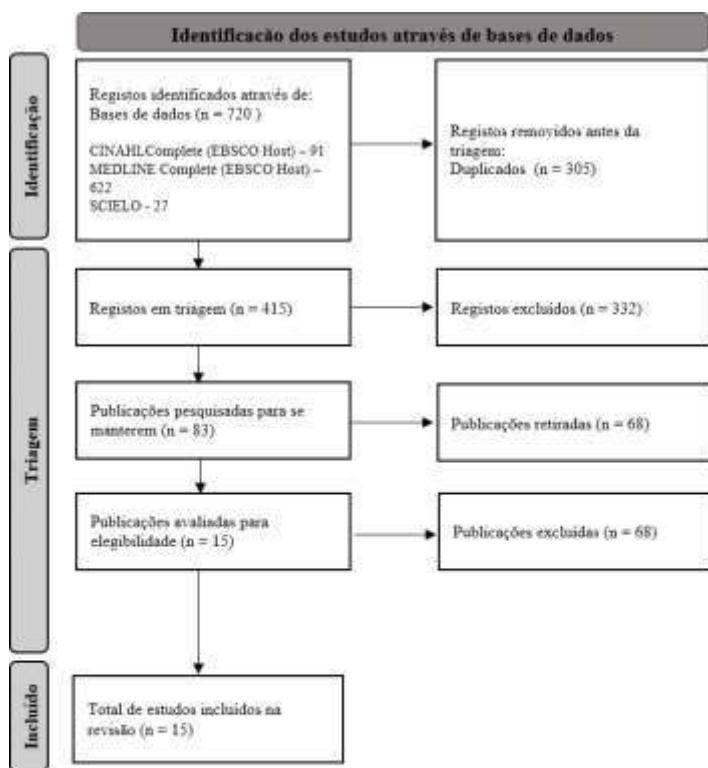 Identificacão dos estudos através de bases de dados
Identificação
Registos identificados através de:
Bases de dados (n = 720 )
CINAHLComplete (EBSCO Host) – 91
MEDLINE Complete (EBSCO Host) –
622
SCIELO - 27
Registos removidos antes da
triagem:
Duplicados (n = 305)
Triagem
Registos em triagem (n = 415)
Registos excluídos (n = 332)
Publicações pesquisadas para se
manterem (n = 83)
Publicações retiradas (n = 68)
Publicações avaliadas para
elegibilidade (n = 15)
Publicações excluídas (n = 68)
Incluído
Total de estudos incluídos na
revisão (n = 15)